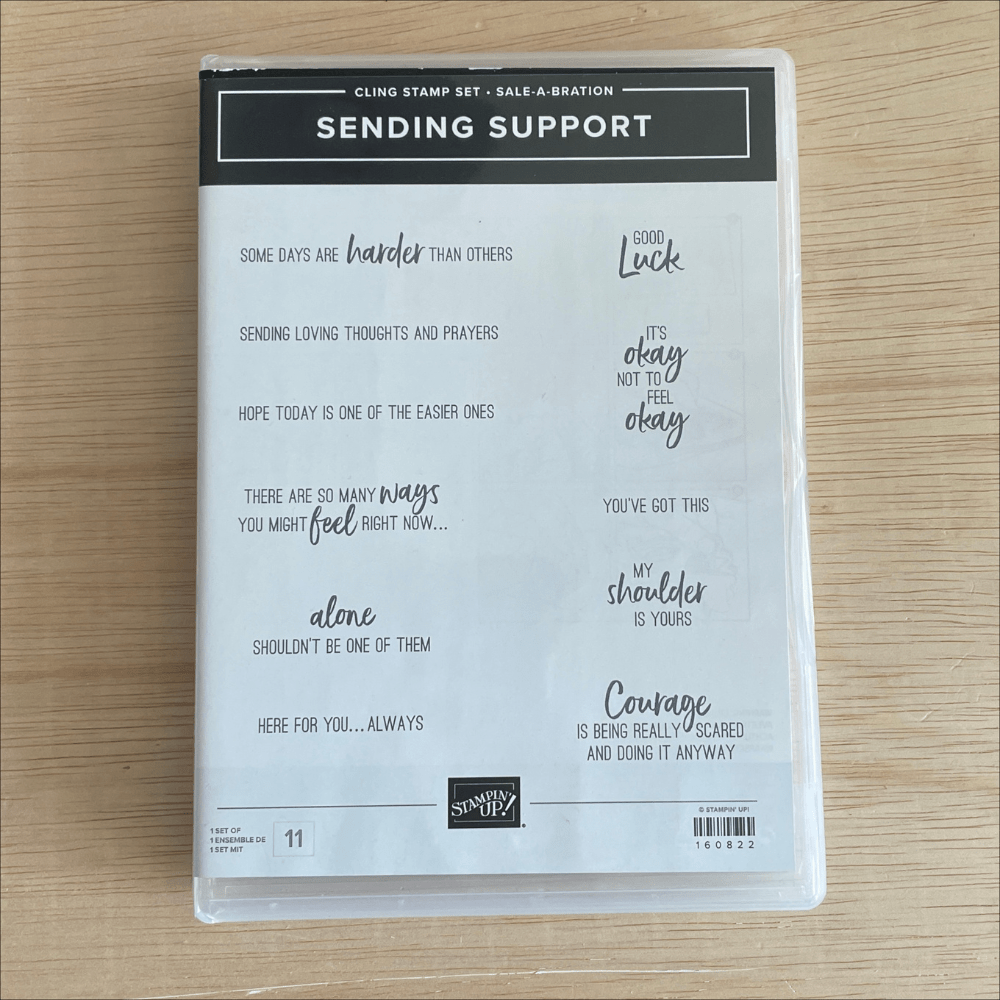 CLING STAMP SET • SALE-A-BRATION
SENDING SUPPORT
SOME DAYS ARE harder THAN OTHERS
SENDING LOVING THOUGHTS AND PRAYERS
HOPE TODAY IS ONE OF THE EASIER ONES
THERE ARE SO MANY ways
YOU MIGHT feel RIGHT NOW...
alone
SHOULDN'T BE ONE OF THEM
HERE FOR YOU...ALWAYS
GOOD
Luck
IT'S
okay
NOT TO
FEEL
okay
YOU'VE GOT THIS
MY
shoulder
IS YOURS
Courage
IS BEING REALLY SCARED
AND DOING IT ANYWAY
STAMPIN'
UP!®
1 SET OF
1 ENSEMBLE DE
1 SET MIT
11
© STAMPIN' UP!
160822